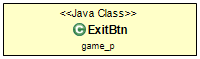 <<Java Class>>
C ExitBtn
game_p